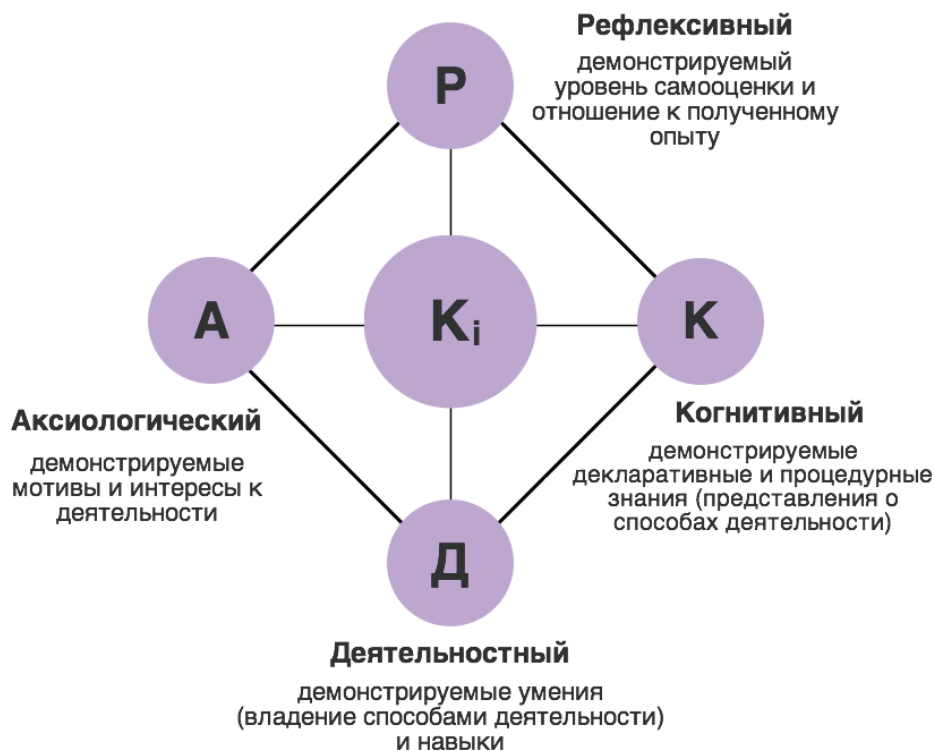 Рефлексивный
демонстрируемый
уровень самооценки и
отношение к полученному
опыту
Р
А
Кi
К
Аксиологический
демонстрируемые
мотивы и интересы к
деятельности
Когнитивный
демонстрируемые
декларативные и процедурные
знания (представления о
способах деятельности)
Д
Деятельностный
демонстрируемые умения
(владение способами деятельности)
и навыки